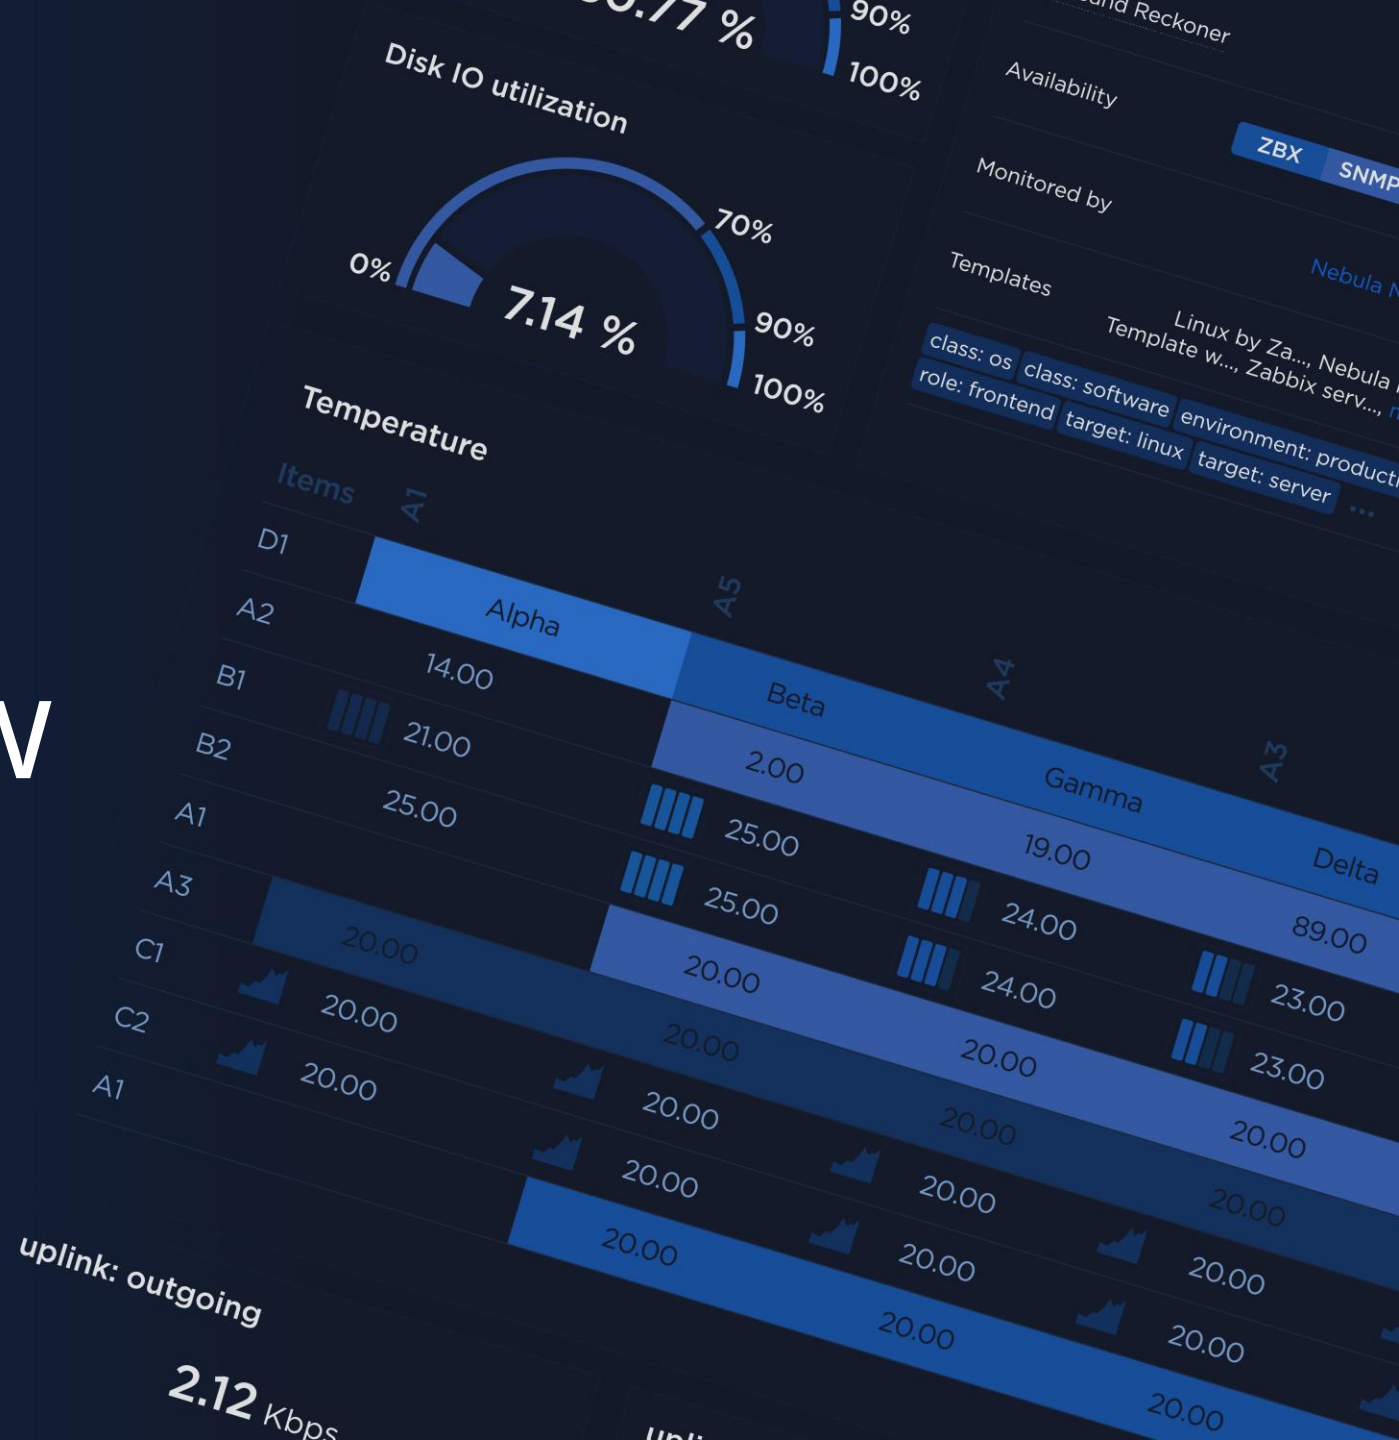 90%
100%
Reckoner
Disk IO utilization
0%
70%
90%
100%
7.14 %
Availability
ZBX SNMP
Monitored by
Nebula
Templates
Linux by Za..., Nebula
Template w..., Zabbix serv...,
class: os class: software environment:
role: frontend target: linux target: server ...
Temperature
Items A1 A5 A4 A3
D1 Alpha Beta Gamma Delta
A2 14.00 2.00 19.00 89.00
B1 21.00 25.00 24.00 23.00
B2 25.00 25.00 24.00 23.00
A1 20.00 20.00 20.00
A3 20.00 20.00 20.00 20.00
C1 20.00 20.00 20.00 20.00
C2 20.00 20.00 20.00 20.00
A1 20.00 20.00 20.00
uplink: outgoing
2.12 Kbps